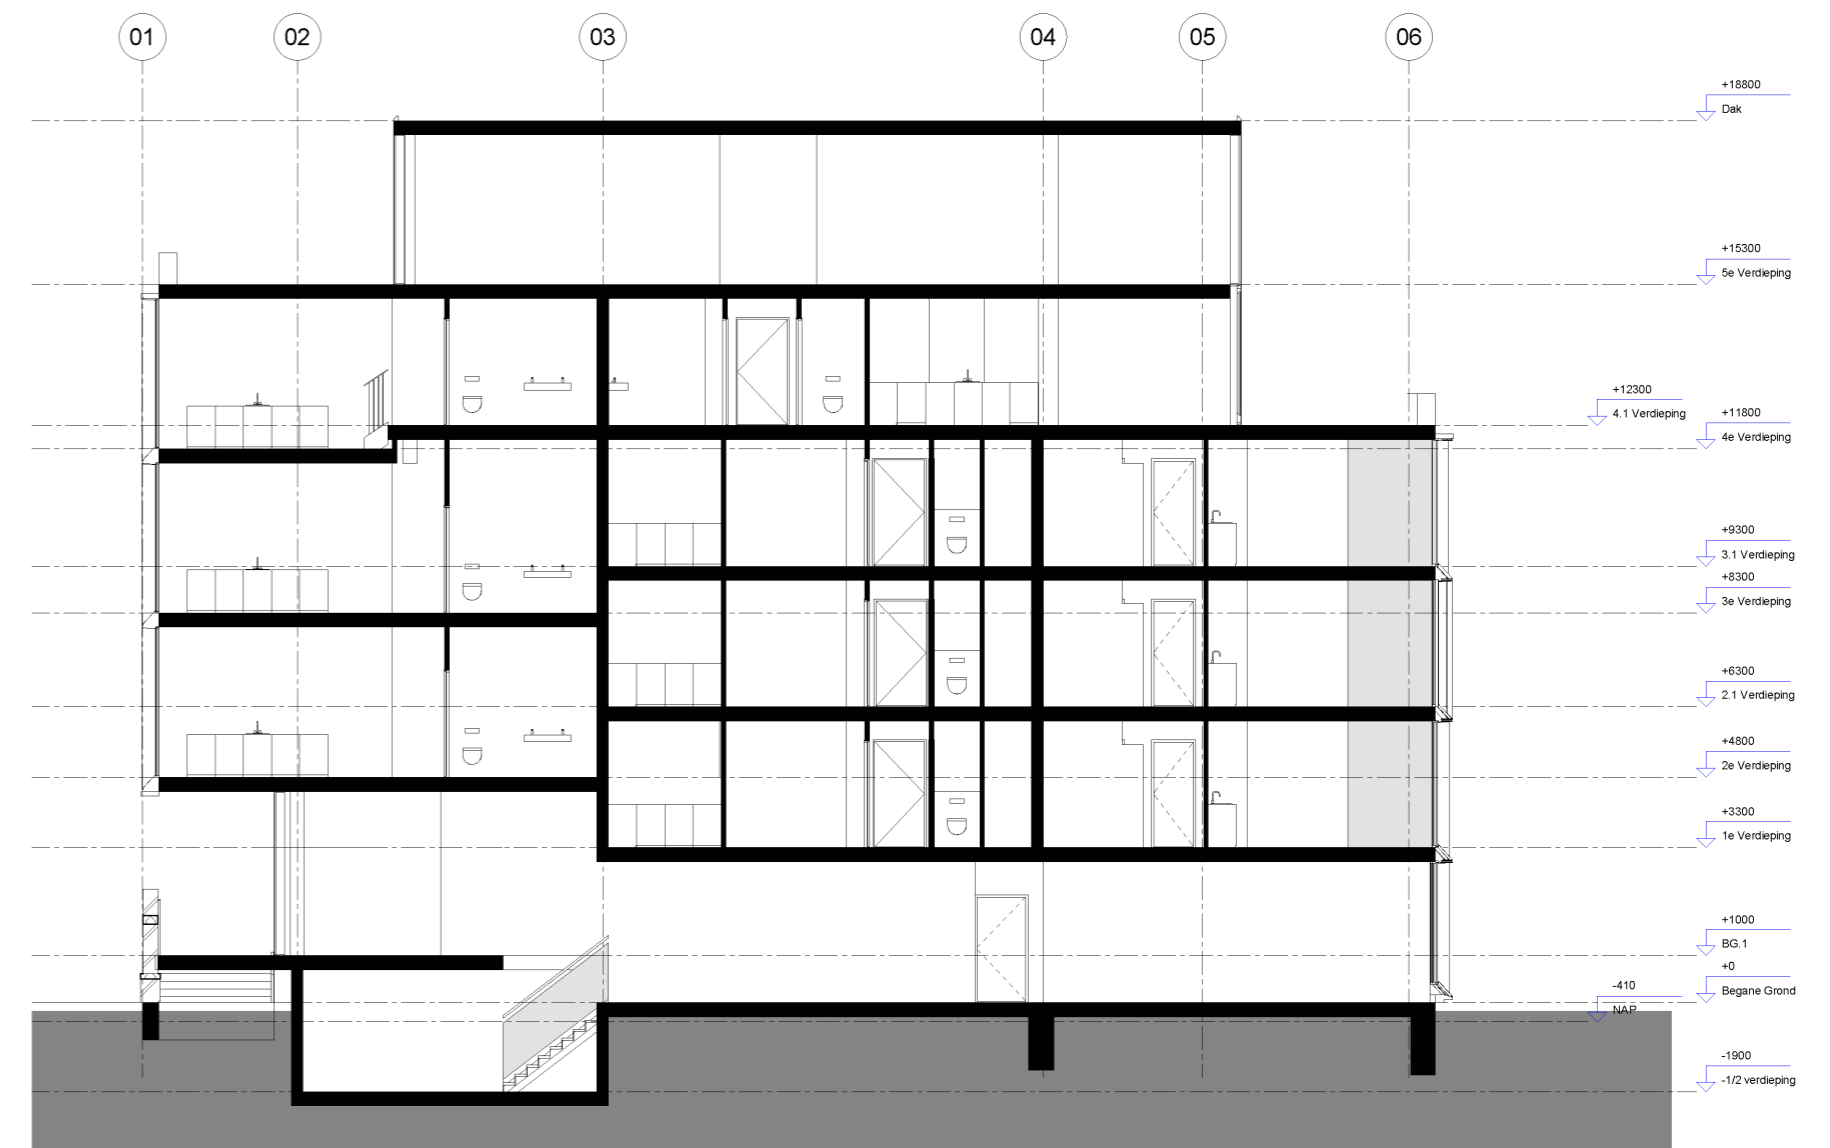 01
02
03
04
05
06
+18800
Dak
+15300
5e Verdieping
+12300
4.1 Verdieping
+11800
4e Verdieping
+9300
3.1 Verdieping
+8300
3e Verdieping
+6300
2.1 Verdieping
+4800
2e Verdieping
+3300
1e Verdieping
+1000
BG.1
+0
Begane Grond
-410
NAP
-1900
-1/2 verdieping